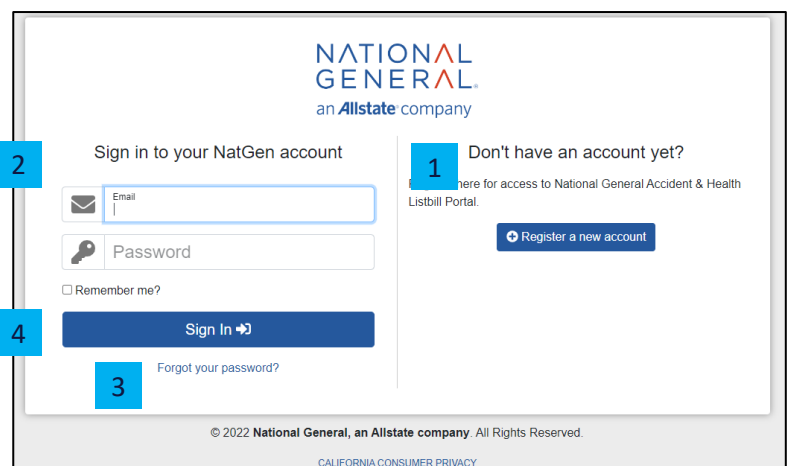 NATIONAL
GENERAL.
an Allstate company
2
Sign in to your NatGen account
Email
Password
Remember me?
4
Sign In
Forgot your password?
3
1
Don't have an account yet?
here for access to National General Accident & Health
Listbill Portal.
Register a new account
© 2022 National General, an Allstate company. All Rights Reserved.
CALIFORNIA CONSUMER PRIVACY